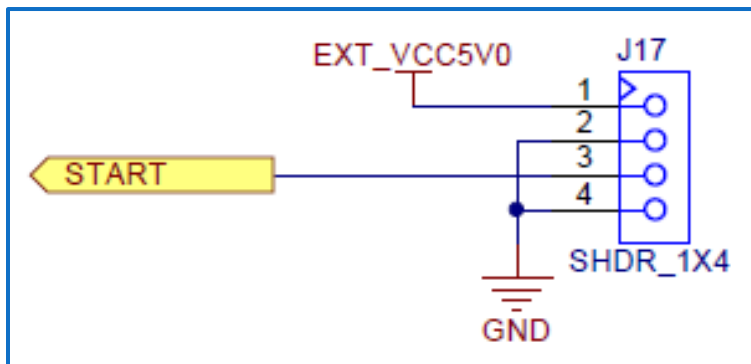 J17
EXT_VCC5V0
1
2
3
START
4
SHDR_1X4
GND